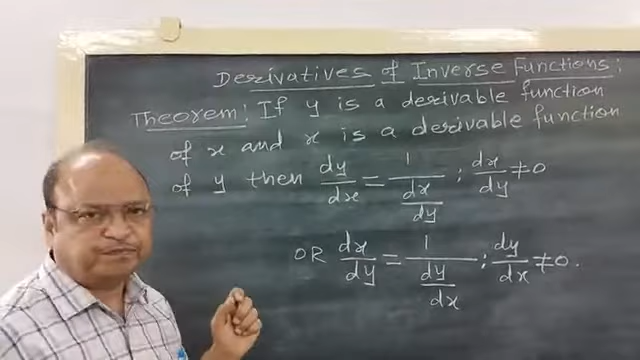 Derivatives of Inverse Functions:
Theorem: If y is a derivable function
of x and x is a derivable function
of y then dy/dx = 1/(dx/dy) ; dx/dy ≠ 0
OR dx/dy = 1/(dy/dx) ; dy/dx ≠ 0.